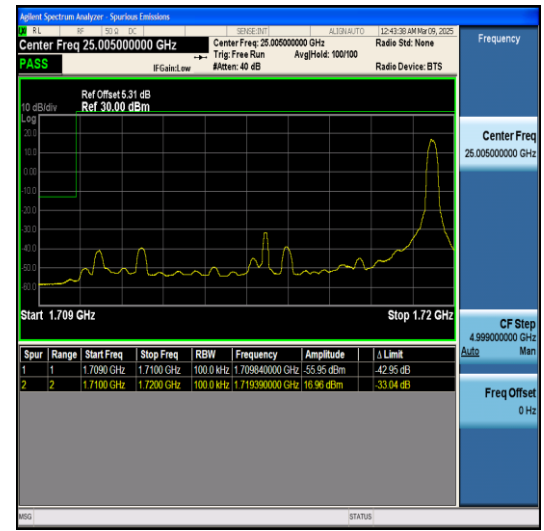 Agilent Spectrum Analyzer - Spurious Emissions
RL RF 50 Ω DC SENSE:INT ALIGN AUTO 12:43:38 AM Mar 09, 2025
Center Freq 25.005000000 GHz
Center Freq: 25.005000000 GHz
Radio Std: None
Trig: Free Run Avg|Hold: 100/100
PASS
IFGain:Low
#Atten: 40 dB
Radio Device: BTS
Ref Offset 5.31 dB
10 dB/div Ref 30.00 dBm
Log
20.0
10.0
0.00
-10.0
-20.0
-30.0
-40.0
-50.0
-60.0
Start 1.709 GHz Stop 1.72 GHz
Spur Range Start Freq Stop Freq RBW Frequency Amplitude Δ Limit
1 1 1.7090 GHz 1.7100 GHz 100.0 kHz 1.709840000 GHz -55.95 dBm -42.95 dB
2 2 1.7100 GHz 1.7200 GHz 100.0 kHz 1.719390000 GHz 16.96 dBm -33.04 dB
MSG STATUS
Frequency
Center Freq
25.005000000 GHz
CF Step
4.999000000 GHz
Auto Man
Freq Offset
0 Hz